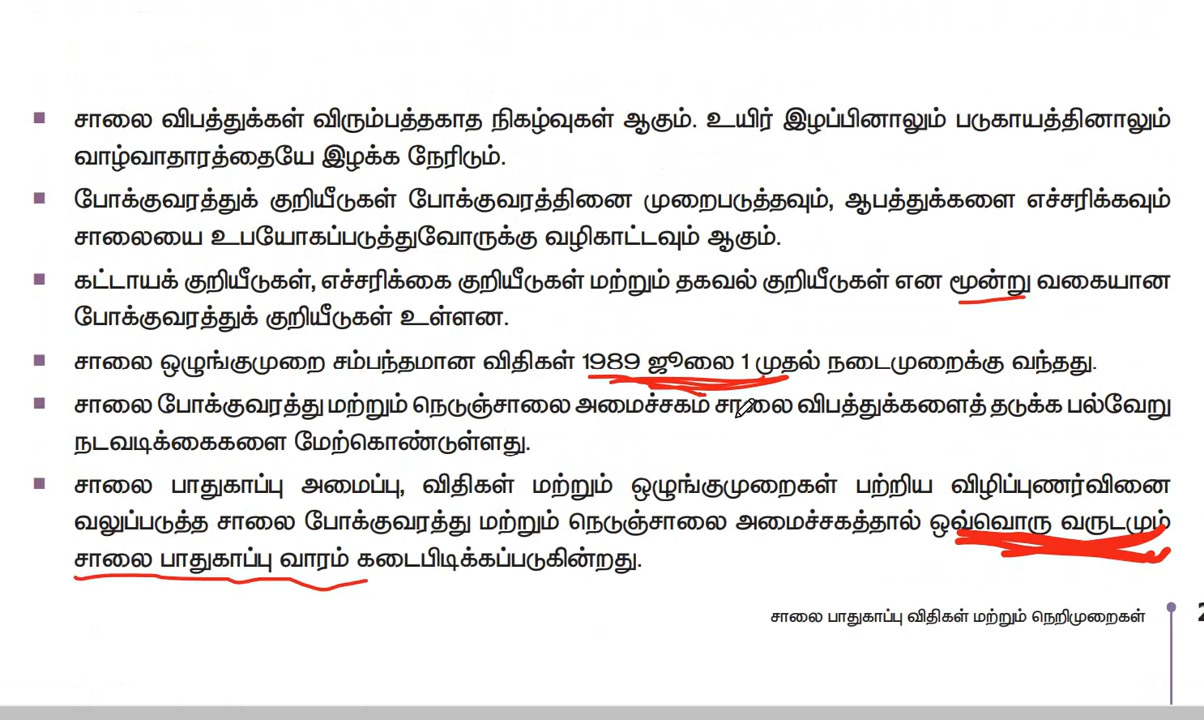 சாலை விபத்துக்கள் விரும்பத்தகாத நிகழ்வுகள் ஆகும். உயிர் இழப்பினாலும் படுகாயத்தினாலும்
வாழ்வாதாரத்தையே இழக்க நேரிடும்.
போக்குவரத்துக் குறியீடுகள் போக்குவரத்தினை முறைபடுத்தவும், ஆபத்துக்களை எச்சரிக்கவும்
சாலையை உபயோகப்படுத்துவோருக்கு வழிகாட்டவும் ஆகும்.
கட்டாயக் குறியீடுகள், எச்சரிக்கை குறியீடுகள் மற்றும் தகவல் குறியீடுகள் என மூன்று வகையான
போக்குவரத்துக் குறியீடுகள் உள்ளன.
சாலை ஒழுங்குமுறை சம்பந்தமான விதிகள் 1989 ஜூலை 1 முதல் நடைமுறைக்கு வந்தது.
சாலை போக்குவரத்து மற்றும் நெடுஞ்சாலை அமைச்சகம் சாலை விபத்துக்களைத் தடுக்க பல்வேறு
நடவடிக்கைகளை மேற்கொண்டுள்ளது.
சாலை பாதுகாப்பு அமைப்பு, விதிகள் மற்றும் ஒழுங்குமுறைகள் பற்றிய விழிப்புணர்வினை
வலுப்படுத்த சாலை போக்குவரத்து மற்றும் நெடுஞ்சாலை அமைச்சகத்தால் ஒவ்வொரு வருடமும்
சாலை பாதுகாப்பு வாரம் கடைபிடிக்கப்படுகின்றது.
சாலை பாதுகாப்பு விதிகள் மற்றும் நெறிமுறைகள்